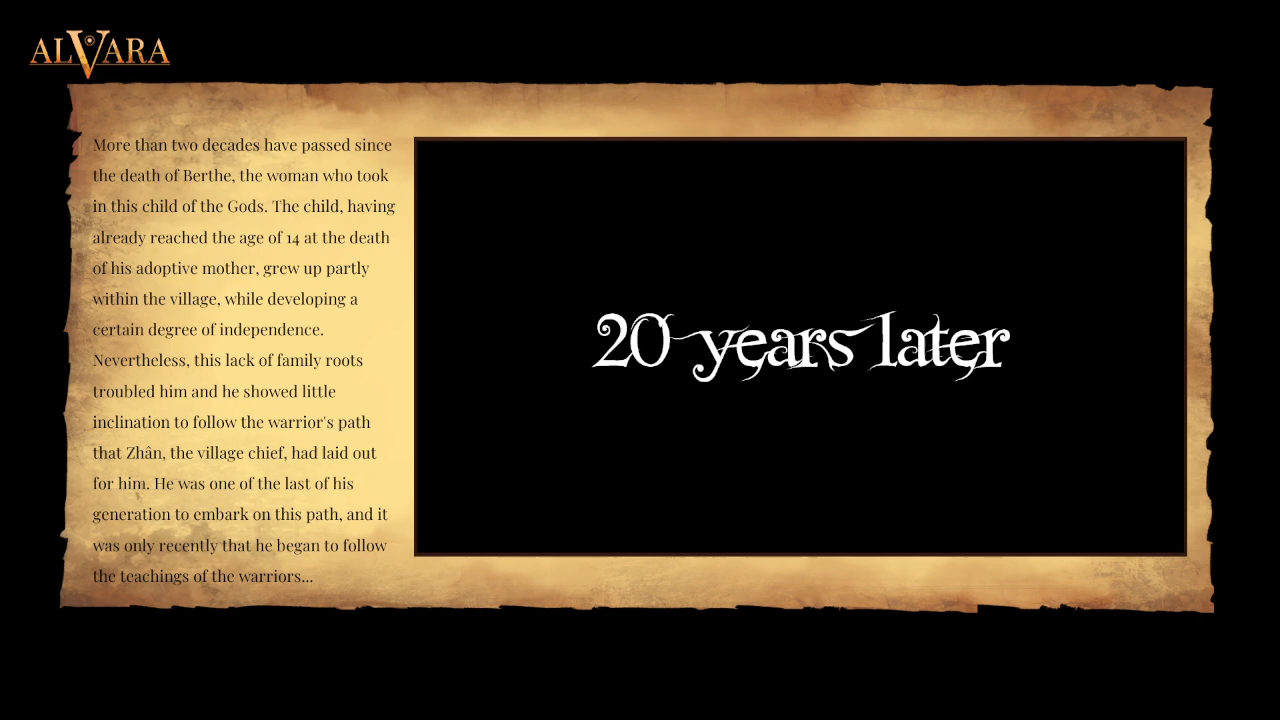 ALVARA
More than two decades have passed since
the death of Berthe, the woman who took
in this child of the Gods. The child, having
already reached the age of 14 at the death
of his adoptive mother, grew up partly
within the village, while developing a
certain degree of independence.
Nevertheless, this lack of family roots
troubled him and he showed little
inclination to follow the warrior's path
that Zhân, the village chief, had laid out
for him. He was one of the last of his
generation to embark on this path, and it
was only recently that he began to follow
the teachings of the warriors...
20 years later